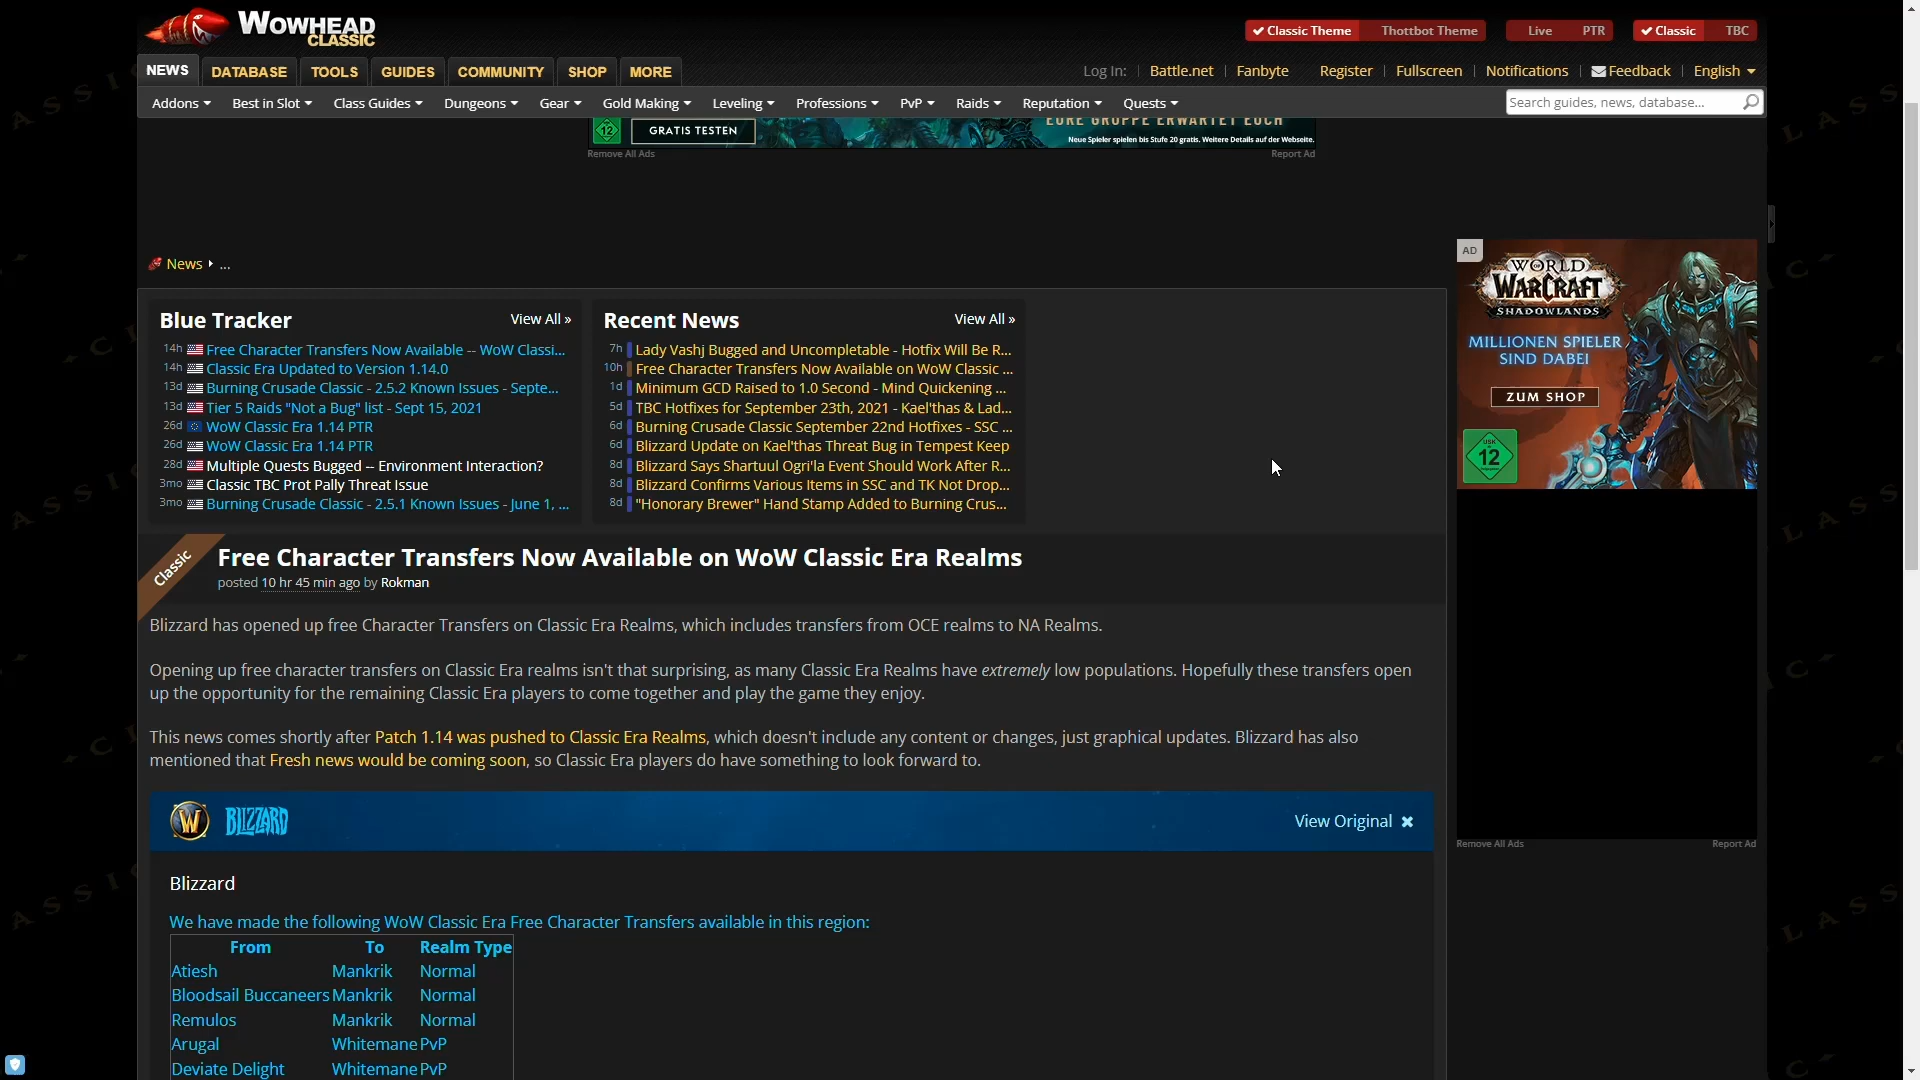 WOWHEAD
CLASSIC
Classic Theme Thottbot Theme Live PTR Classic TBC
NEWS DATABASE TOOLS GUIDES COMMUNITY SHOP MORE
Log In: Battle.net Fanbyte Register Fullscreen Notifications Feedback English
Addons Best in Slot Class Guides Dungeons Gear Gold Making Leveling Professions PvP Raids Reputation Quests
Search guides, news, database...
12 GRATIS TESTEN
EURE GRUPPE ERWARTET EUCH
Neue Spieler spielen bis Stufe 20 gratis. Weitere Details auf der Webseite.
Remove All Ads Report Ad
News ...
Blue Tracker View All »
14h Free Character Transfers Now Available -- WoW Classi...
14h Classic Era Updated to Version 1.14.0
13d Burning Crusade Classic - 2.5.2 Known Issues - Septe...
13d Tier 5 Raids "Not a Bug" list - Sept 15, 2021
26d WoW Classic Era 1.14 PTR
26d WoW Classic Era 1.14 PTR
28d Multiple Quests Bugged -- Environment Interaction?
3mo Classic TBC Prot Pally Threat Issue
3mo Burning Crusade Classic - 2.5.1 Known Issues - June 1, ...
Recent News View All »
7h Lady Vashj Bugged and Uncompletable - Hotfix Will Be R...
10h Free Character Transfers Now Available on WoW Classic ...
1d Minimum GCD Raised to 1.0 Second - Mind Quickening ...
5d TBC Hotfixes for September 23th, 2021 - Kael'thas & Lad...
6d Burning Crusade Classic September 22nd Hotfixes - SSC ...
6d Blizzard Update on Kael'thas Threat Bug in Tempest Keep
8d Blizzard Says Shartuul Ogri'la Event Should Work After R...
8d Blizzard Confirms Various Items in SSC and TK Not Drop...
8d "Honorary Brewer" Hand Stamp Added to Burning Crus...
AD
WORLD
WARCRAFT
SHADOWLANDS
MILLIONEN SPIELER
SIND DABEI
ZUM SHOP
USK
12
Remove All Ads Report Ad
Classic
Free Character Transfers Now Available on WoW Classic Era Realms
posted 10 hr 45 min ago by Rokman
Blizzard has opened up free Character Transfers on Classic Era Realms, which includes transfers from OCE realms to NA Realms.
Opening up free character transfers on Classic Era realms isn't that surprising, as many Classic Era Realms have extremely low populations. Hopefully these transfers open
up the opportunity for the remaining Classic Era players to come together and play the game they enjoy.
This news comes shortly after Patch 1.14 was pushed to Classic Era Realms, which doesn't include any content or changes, just graphical updates. Blizzard has also
mentioned that Fresh news would be coming soon, so Classic Era players do have something to look forward to.
W BLIZZARD View Original
Blizzard
We have made the following WoW Classic Era Free Character Transfers available in this region:
From To Realm Type
Atiesh Mankrik Normal
Bloodsail Buccaneers Mankrik Normal
Remulos Mankrik Normal
Arugal Whitemane PvP
Deviate Delight Whitemane PvP